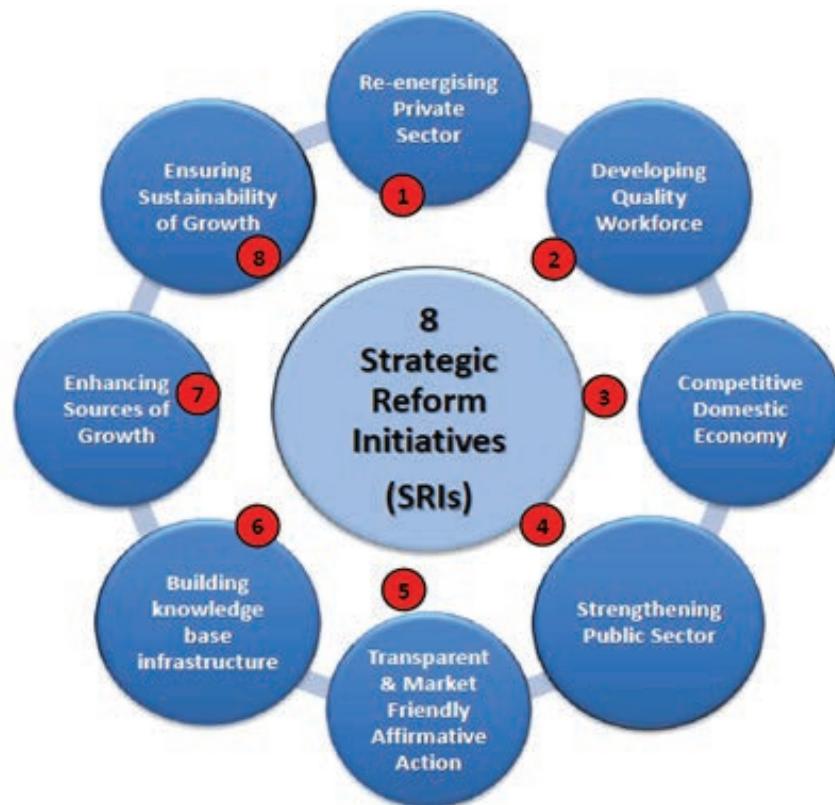 8
Strategic
Reform
Initiatives
(SRIs)
Re-energising
Private
Sector
1
Developing
Quality
Workforce
2
Competitive
Domestic
Economy
3
Strengthening
Public Sector
4
Transparent
& Market
Friendly
Affirmative
Action
5
Building
knowledge
base
infrastructure
6
Enhancing
Sources of
Growth
7
Ensuring
Sustainability
of Growth
8